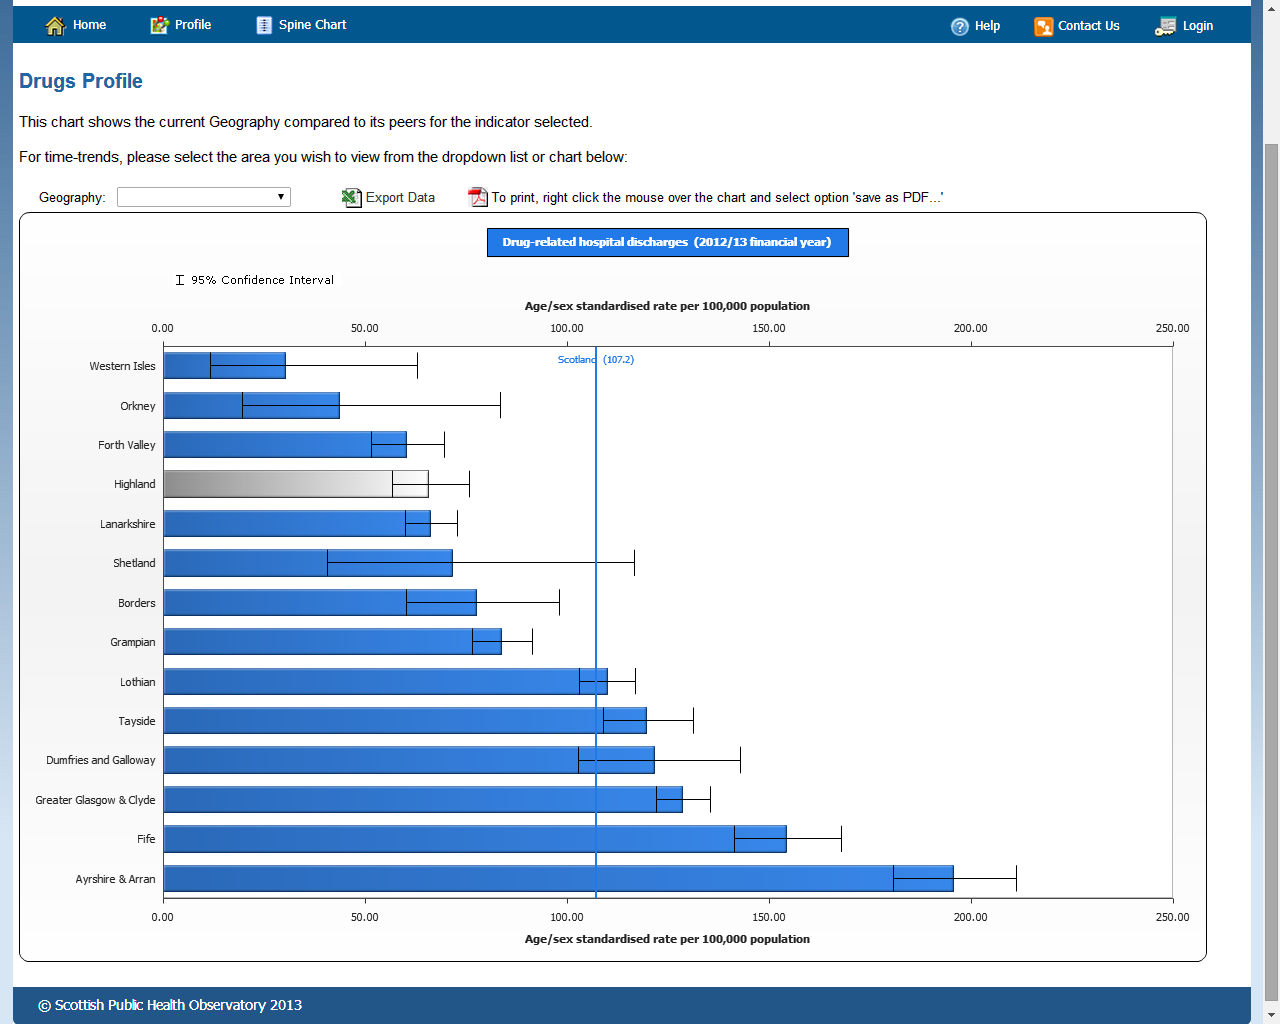 Home Profile Spine Chart Help Contact Us Login
Drugs Profile
This chart shows the current Geography compared to its peers for the indicator selected.
For time-trends, please select the area you wish to view from the dropdown list or chart below:
Geography: Export Data To print, right click the mouse over the chart and select option 'save as PDF...'
Drug-related hospital discharges (2012/13 financial year)
95% Confidence Interval
Age/sex standardised rate per 100,000 population
0.00 50.00 100.00 150.00 200.00 250.00
Scotland (107.2)
Western Isles
Orkney
Forth Valley
Highland
Lanarkshire
Shetland
Borders
Grampian
Lothian
Tayside
Dumfries and Galloway
Greater Glasgow & Clyde
Fife
Ayrshire & Arran
0.00 50.00 100.00 150.00 200.00 250.00
Age/sex standardised rate per 100,000 population
© Scottish Public Health Observatory 2013